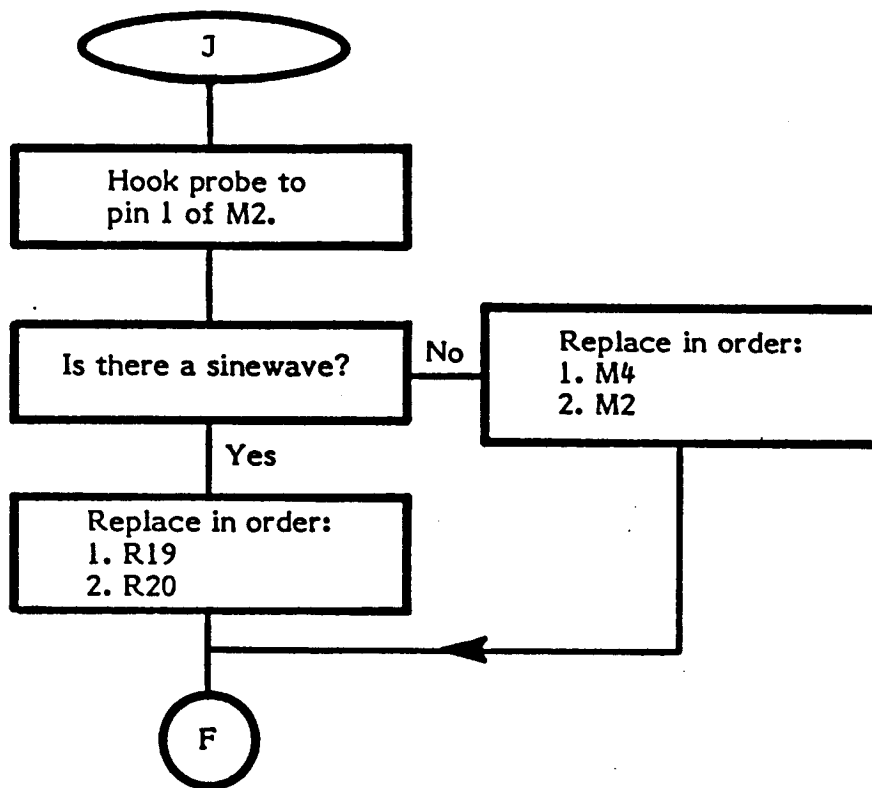 J
Hook probe to
pin 1 of M2.
Is there a sinewave?
No
Replace in order:
1. M4
2. M2
Yes
Replace in order:
1. R19
2. R20
F